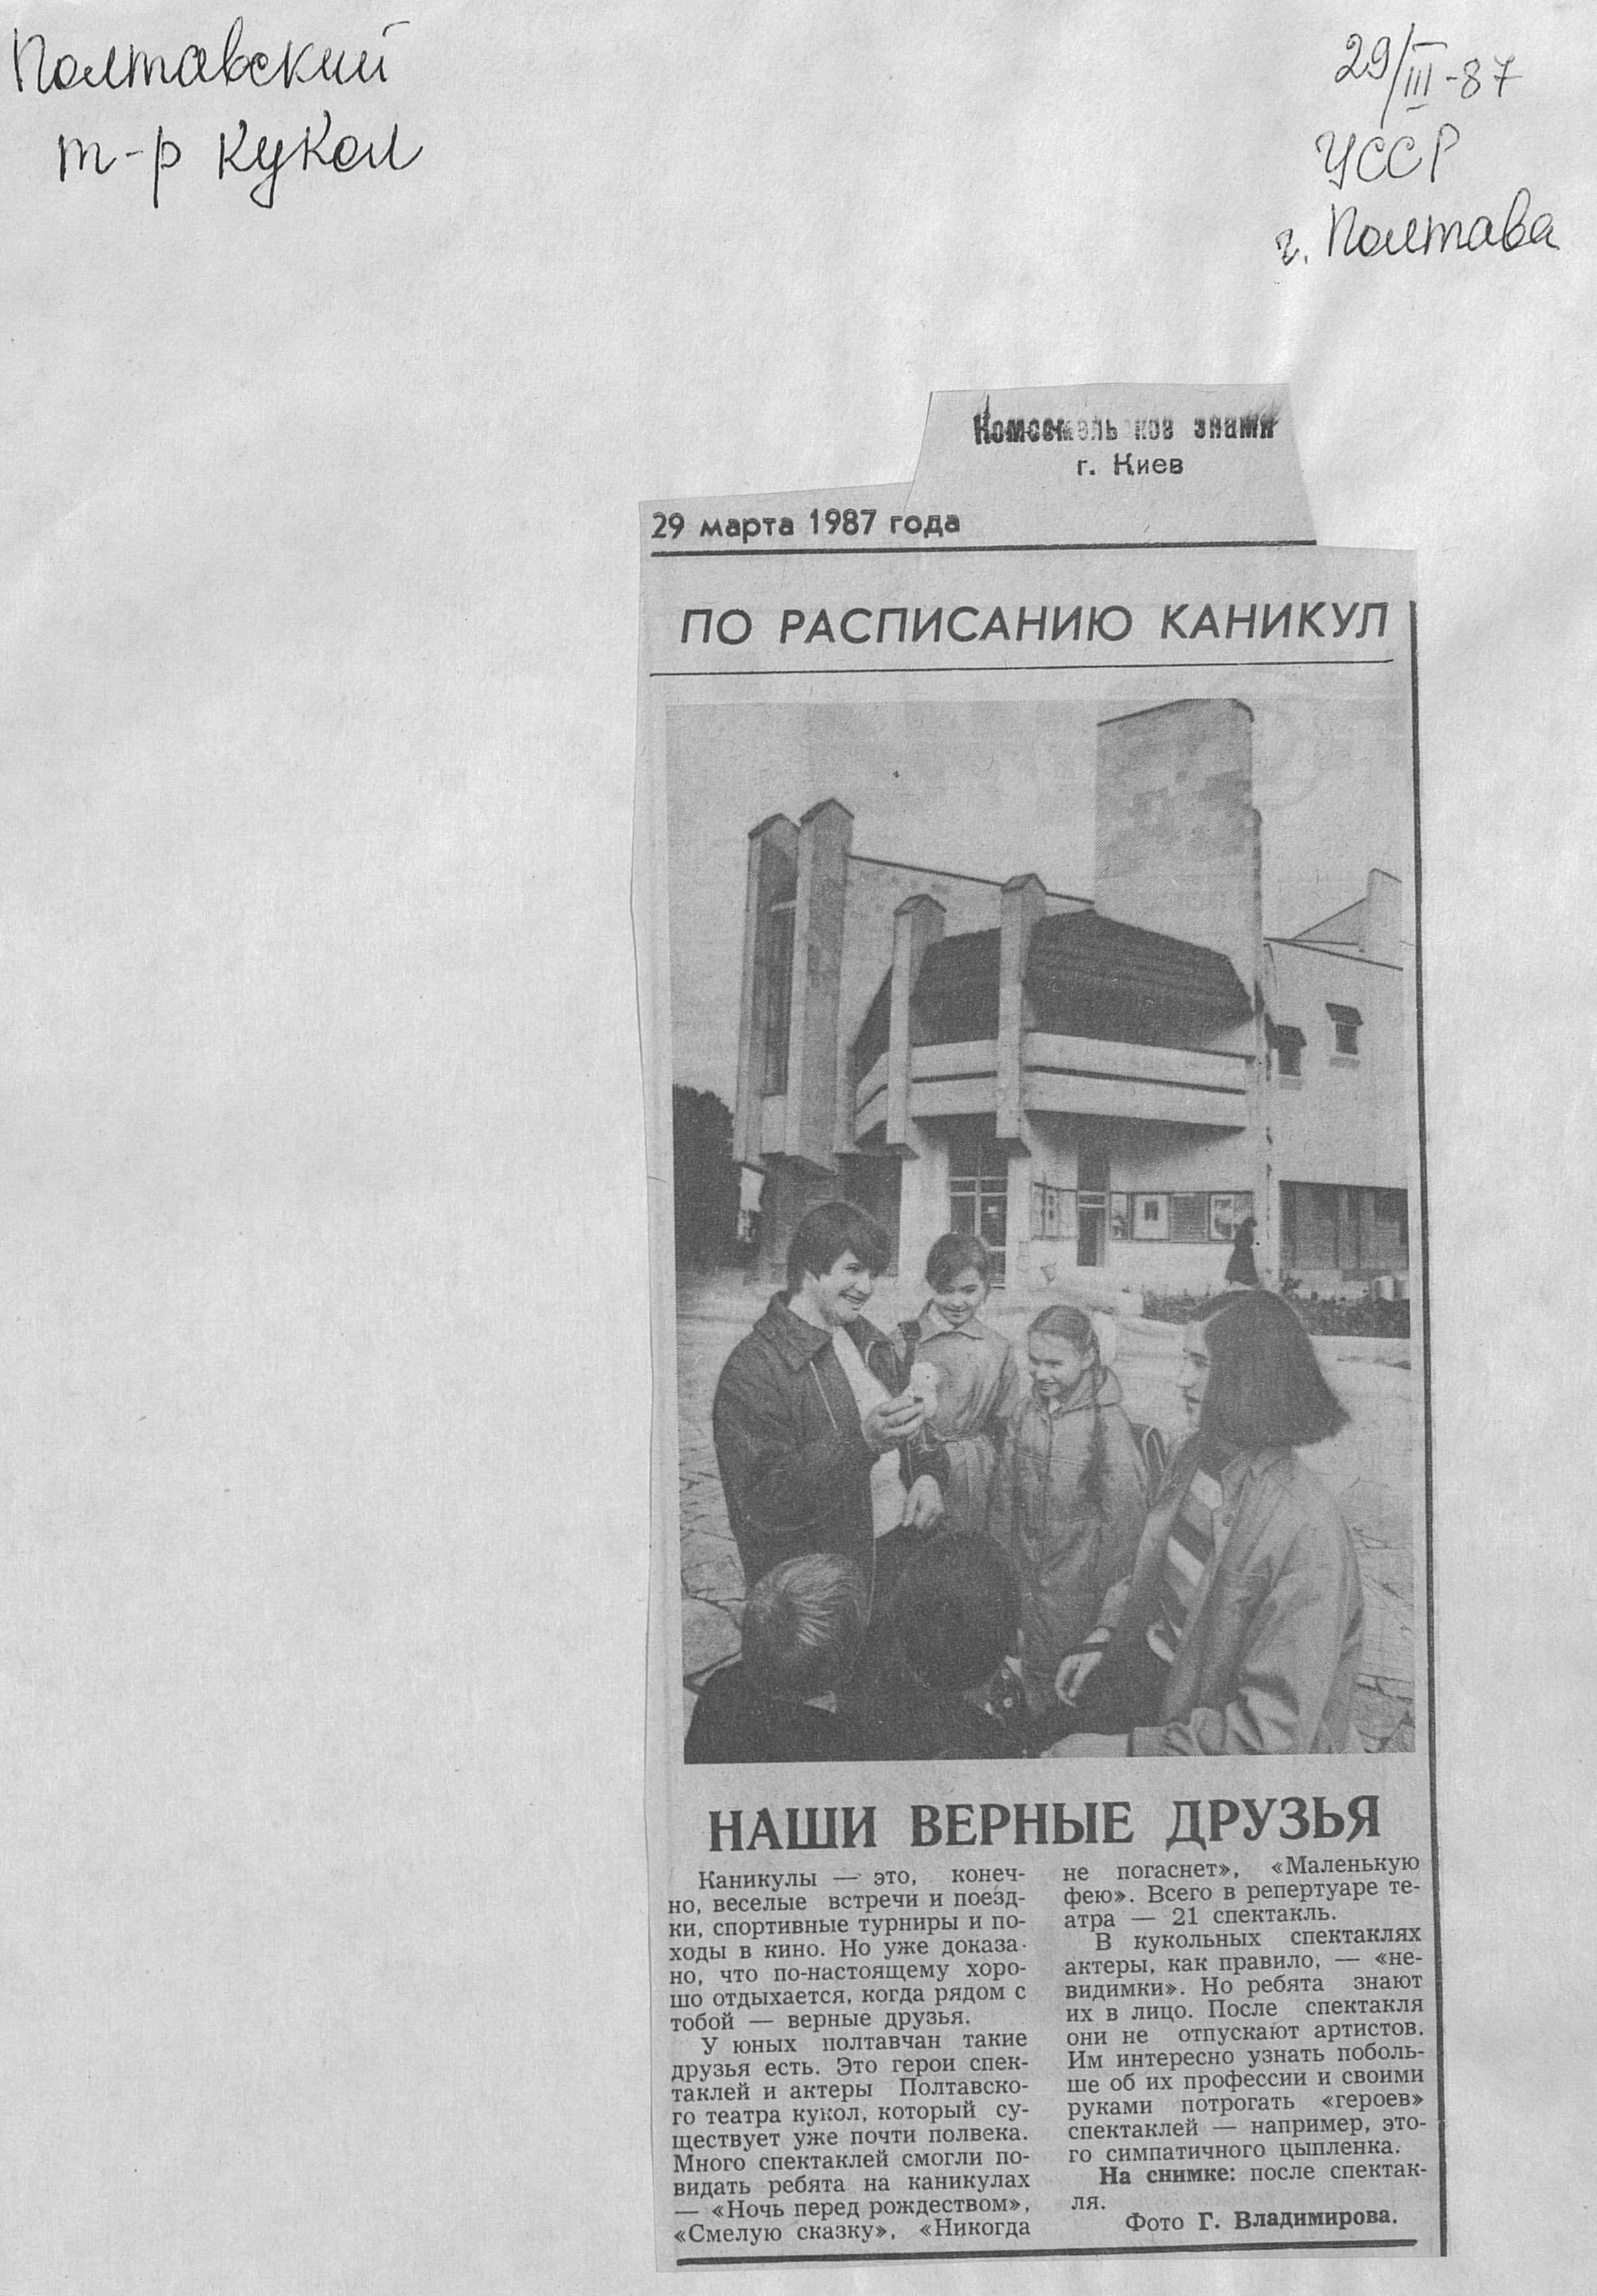 Полтавский
т-р кукол
29/III-87
УССР
г. Полтава
Комсомольское знамя
г. Киев
29 марта 1987 года
ПО РАСПИСАНИЮ КАНИКУЛ
НАШИ ВЕРНЫЕ ДРУЗЬЯ
Каникулы — это, конеч-
но, веселые встречи и поезд-
ки, спортивные турниры и по-
ходы в кино. Но уже доказа-
но, что по-настоящему хоро-
шо отдыхается, когда рядом с
тобой — верные друзья.
У юных полтавчан такие
друзья есть. Это герои спек-
таклей и актеры Полтавско-
го театра кукол, который су-
ществует уже почти полвека.
Много спектаклей смогли по-
видать ребята на каникулах
— «Ночь перед рождеством»,
«Смелую сказку», «Никогда
не погаснет», «Маленькую
фею». Всего в репертуаре те-
атра — 21 спектакль.
В кукольных спектаклях
актеры, как правило, — «не-
видимки». Но ребята знают
их в лицо. После спектакля
они не отпускают артистов.
Им интересно узнать поболь-
ше об их профессии и своими
руками потрогать «героев»
спектаклей — например, это-
го симпатичного цыпленка.
На снимке: после спектак-
ля.
Фото Г. Владимирова.